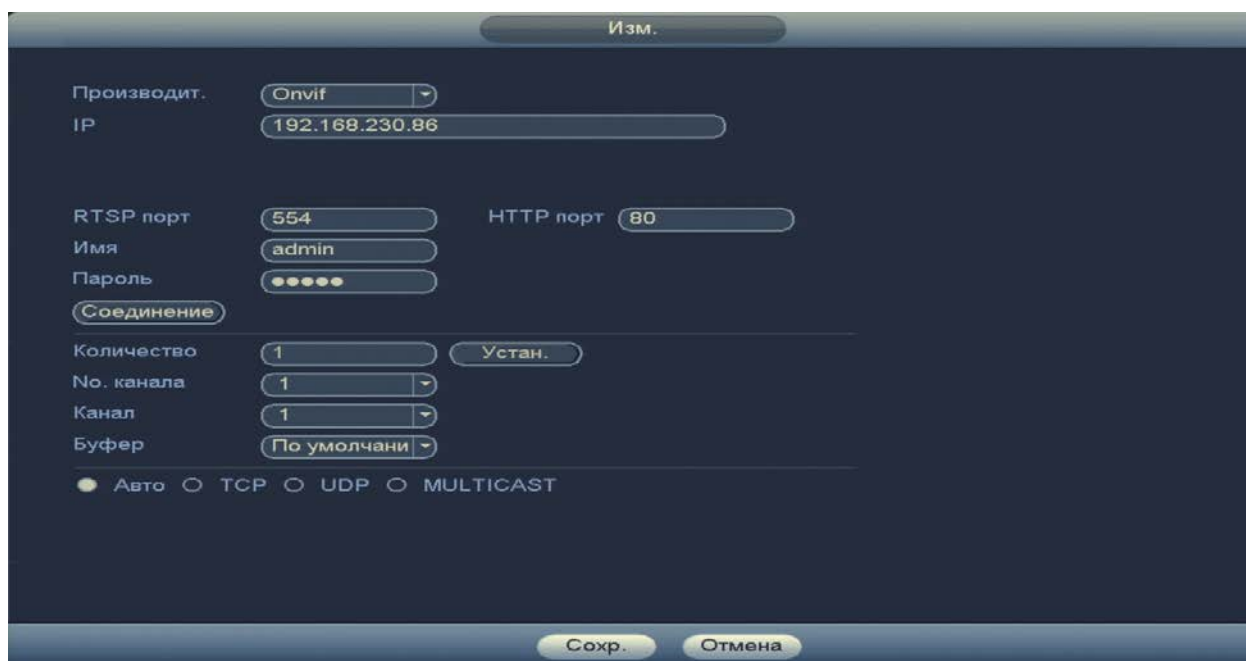 Изм.
Производит. Onvif
IP 192.168.230.86
RTSP порт 554 HTTP порт 80
Имя admin
Пароль ●●●●●
Соединение
Количество 1 Устан.
No. канала 1
Канал 1
Буфер По умолчани
Авто TCP UDP MULTICAST
Сохр. Отмена